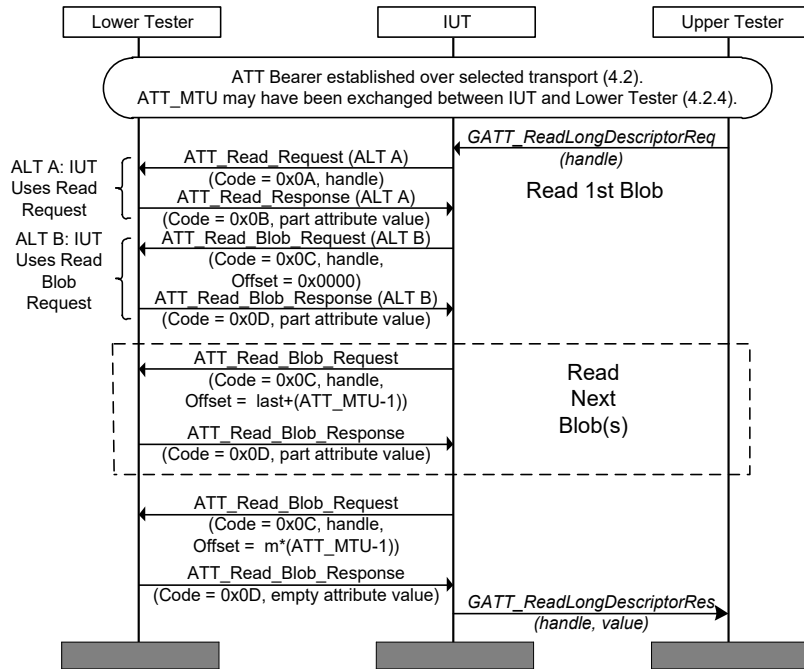 Lower Tester
IUT
Upper Tester
ATT Bearer established over selected transport (4.2).
ATT_MTU may have been exchanged between IUT and Lower Tester (4.2.4).
GATT_ReadLongDescriptorReq
(handle)
Read 1st Blob
ALT A: IUT
Uses Read
Request
ATT_Read_Request (ALT A)
(Code = 0x0A, handle)
ATT_Read_Response (ALT A)
(Code = 0x0B, part attribute value)
ALT B: IUT
Uses Read
Blob
Request
ATT_Read_Blob_Request (ALT B)
(Code = 0x0C, handle,
Offset = 0x0000)
ATT_Read_Blob_Response (ALT B)
(Code = 0x0D, part attribute value)
ATT_Read_Blob_Request
(Code = 0x0C, handle,
Offset = last+(ATT_MTU-1))
ATT_Read_Blob_Response
(Code = 0x0D, part attribute value)
Read
Next
Blob(s)
ATT_Read_Blob_Request
(Code = 0x0C, handle,
Offset = m*(ATT_MTU-1))
ATT_Read_Blob_Response
(Code = 0x0D, empty attribute value)
GATT_ReadLongDescriptorRes
(handle, value)